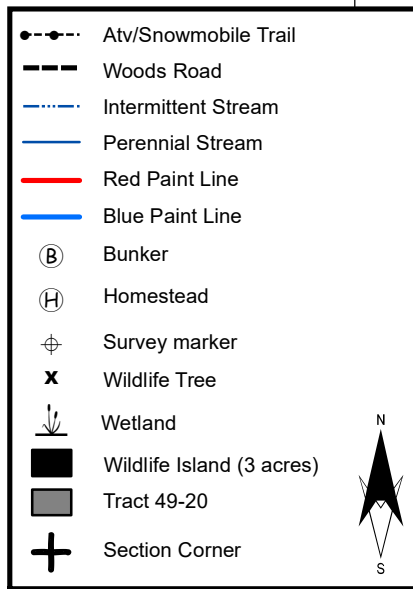 Atv/Snowmobile Trail
Woods Road
Intermittent Stream
Perennial Stream
Red Paint Line
Blue Paint Line
B Bunker
H Homestead
Survey marker
x Wildlife Tree
Wetland
N
Wildlife Island (3 acres)
Tract 49-20
Section Corner
S